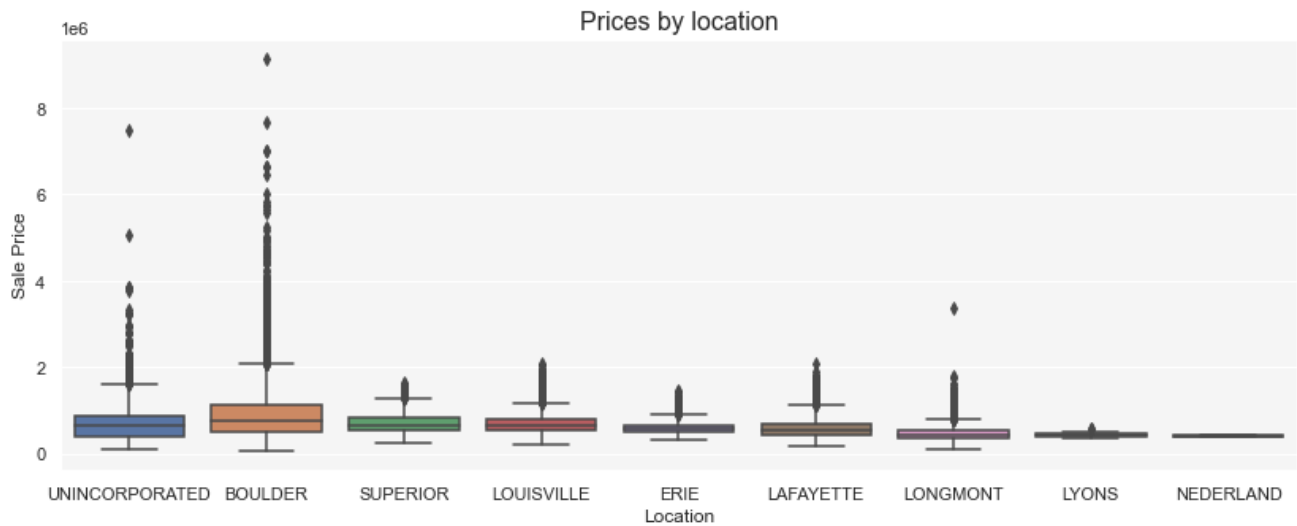 Prices by location
1e6
8
6
4
2
0
Sale Price
UNINCORPORATED BOULDER SUPERIOR LOUISVILLE ERIE LAFAYETTE LONGMONT LYONS NEDERLAND
Location